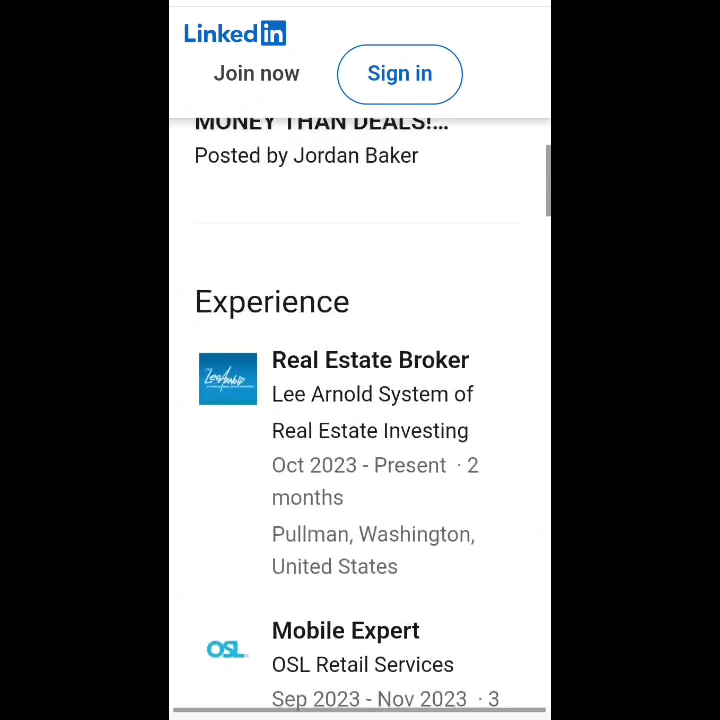 Linkedin
Join now
Sign in
MONEY THAN DEALS!...
Posted by Jordan Baker
Experience
LeeArnold
Real Estate Broker
Lee Arnold System of
Real Estate Investing
Oct 2023 - Present · 2
months
Pullman, Washington,
United States
OSL
Mobile Expert
OSL Retail Services
Sep 2023 - Nov 2023 · 3